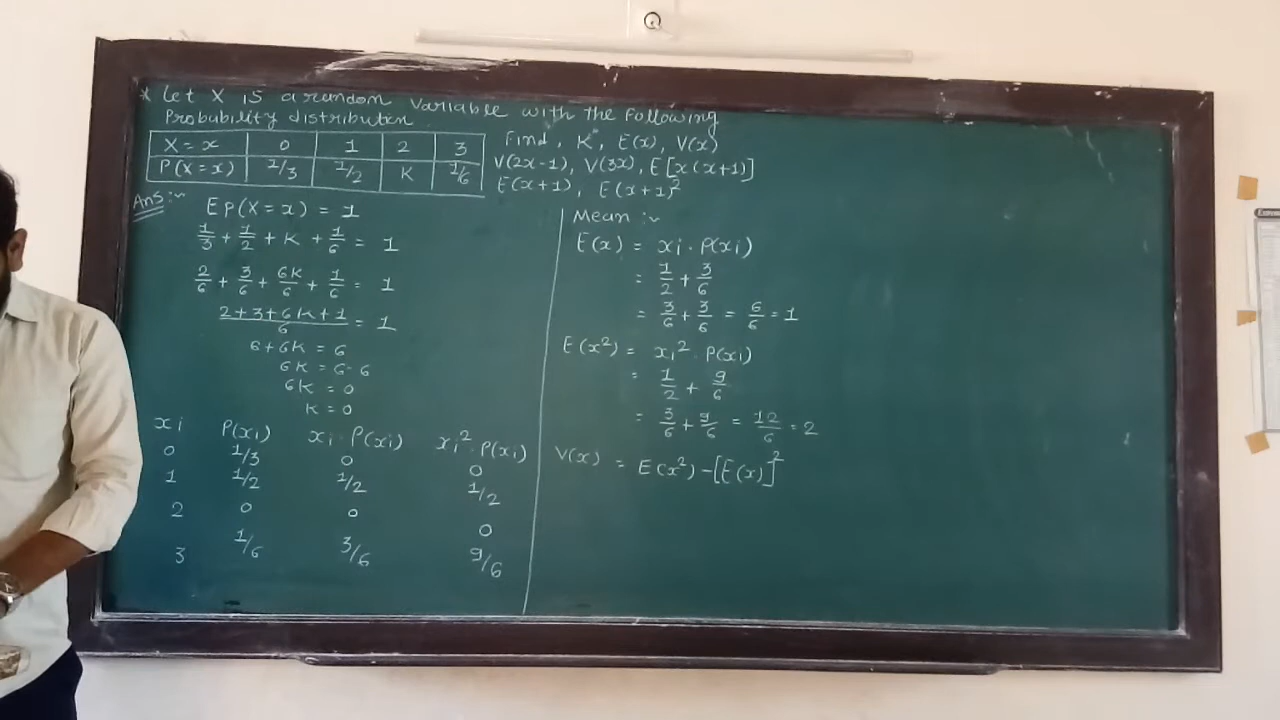 * Let X is a random variable with the following
Probability distributen
X = x 0 1 2 3
P(X = x) 1/3 1/2 K 1/6
Find, K, E(x), V(x)
V(2x-1), V(3x), E[x(x+1)]
E(x+1), E(x+1)²
Ans :~
E P(X = x) = 1
1/3 + 1/2 + K + 1/6 = 1
2/6 + 3/6 + 6K/6 + 1/6 = 1
2+3+6K+1/6 = 1
6+6K = 6
6K = 6-6
6K = 0
K = 0
xi P(xi) xi·P(xi) xi²·P(xi)
0 1/3 0 0
1 1/2 1/2 1/2
2 0 0 0
3 1/6 3/6 9/6
Mean :~
E(x) = xi·P(xi)
= 1/2 + 3/6
= 3/6 + 3/6 = 6/6 = 1
E(x²) = xi²·P(xi)
= 1/2 + 9/6
= 3/6 + 9/6 = 12/6 = 2
V(x) = E(x²) - [E(x)]²